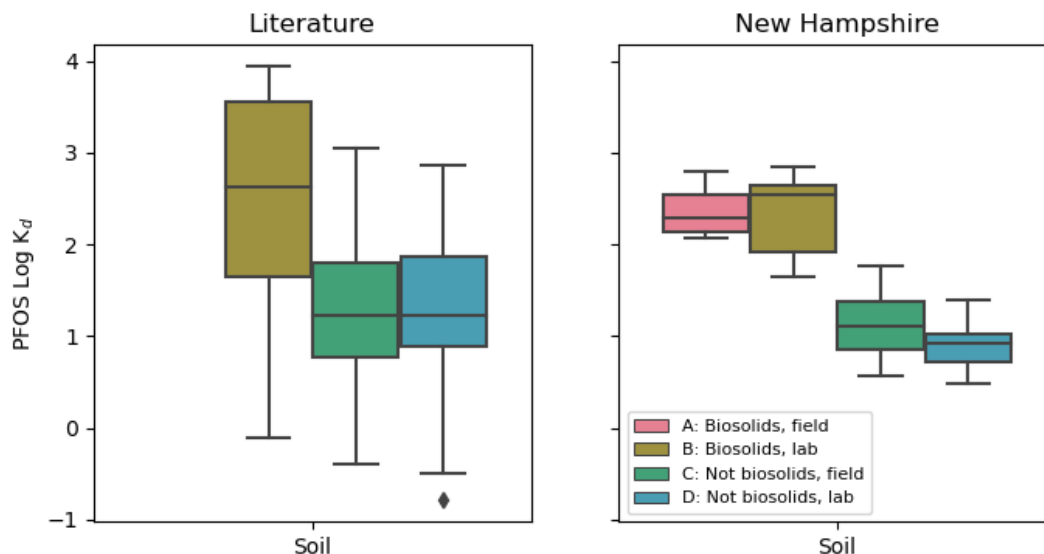 Literature
New Hampshire
PFOS Log K_d
4
3
2
1
0
−1
Soil
A: Biosolids, field
B: Biosolids, lab
C: Not biosolids, field
D: Not biosolids, lab
Soil